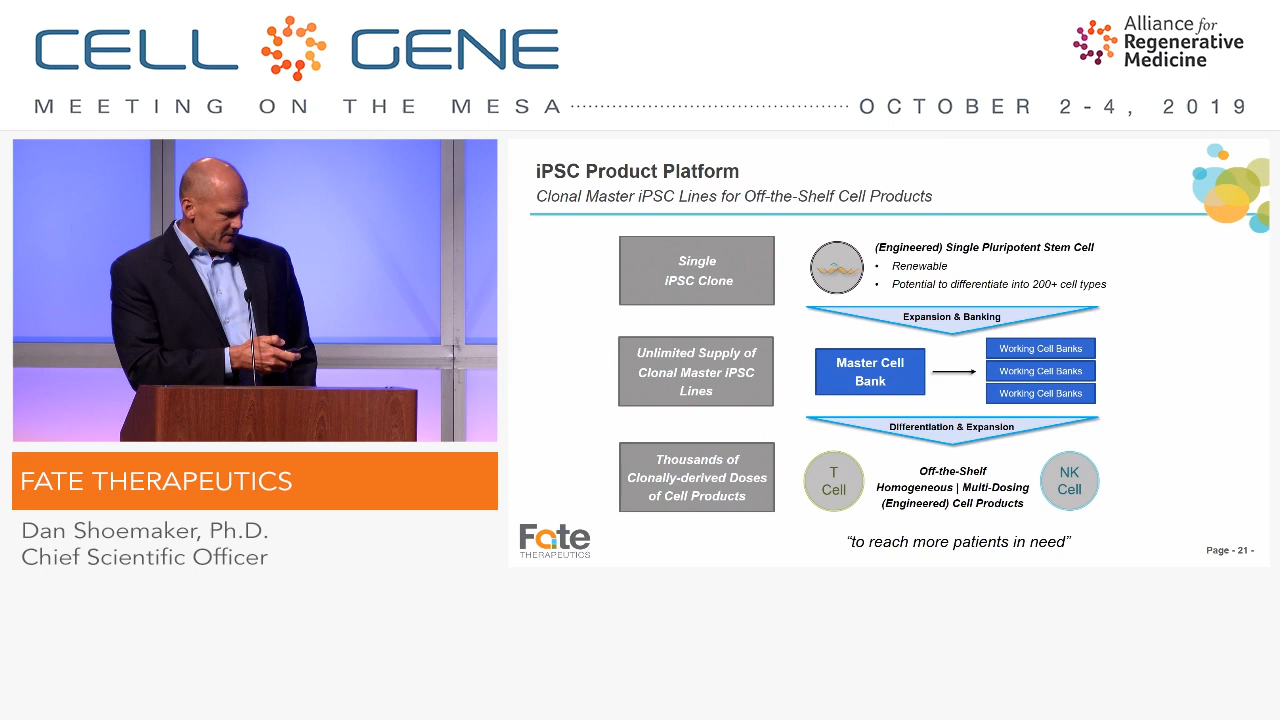 CELL GENE
Alliance for
Regenerative
Medicine
MEETING ON THE MESA OCTOBER 2-4, 2019
iPSC Product Platform
Clonal Master iPSC Lines for Off-the-Shelf Cell Products
Single
iPSC Clone
(Engineered) Single Pluripotent Stem Cell
• Renewable
• Potential to differentiate into 200+ cell types
Expansion & Banking
Unlimited Supply of
Clonal Master iPSC
Lines
Master Cell
Bank
Working Cell Banks
Working Cell Banks
Working Cell Banks
Differentiation & Expansion
Thousands of
Clonally-derived Doses
of Cell Products
T
Cell
Off-the-Shelf
Homogeneous | Multi-Dosing
(Engineered) Cell Products
NK
Cell
Fate
THERAPEUTICS
“to reach more patients in need”
Page - 21 -
FATE THERAPEUTICS
Dan Shoemaker, Ph.D.
Chief Scientific Officer